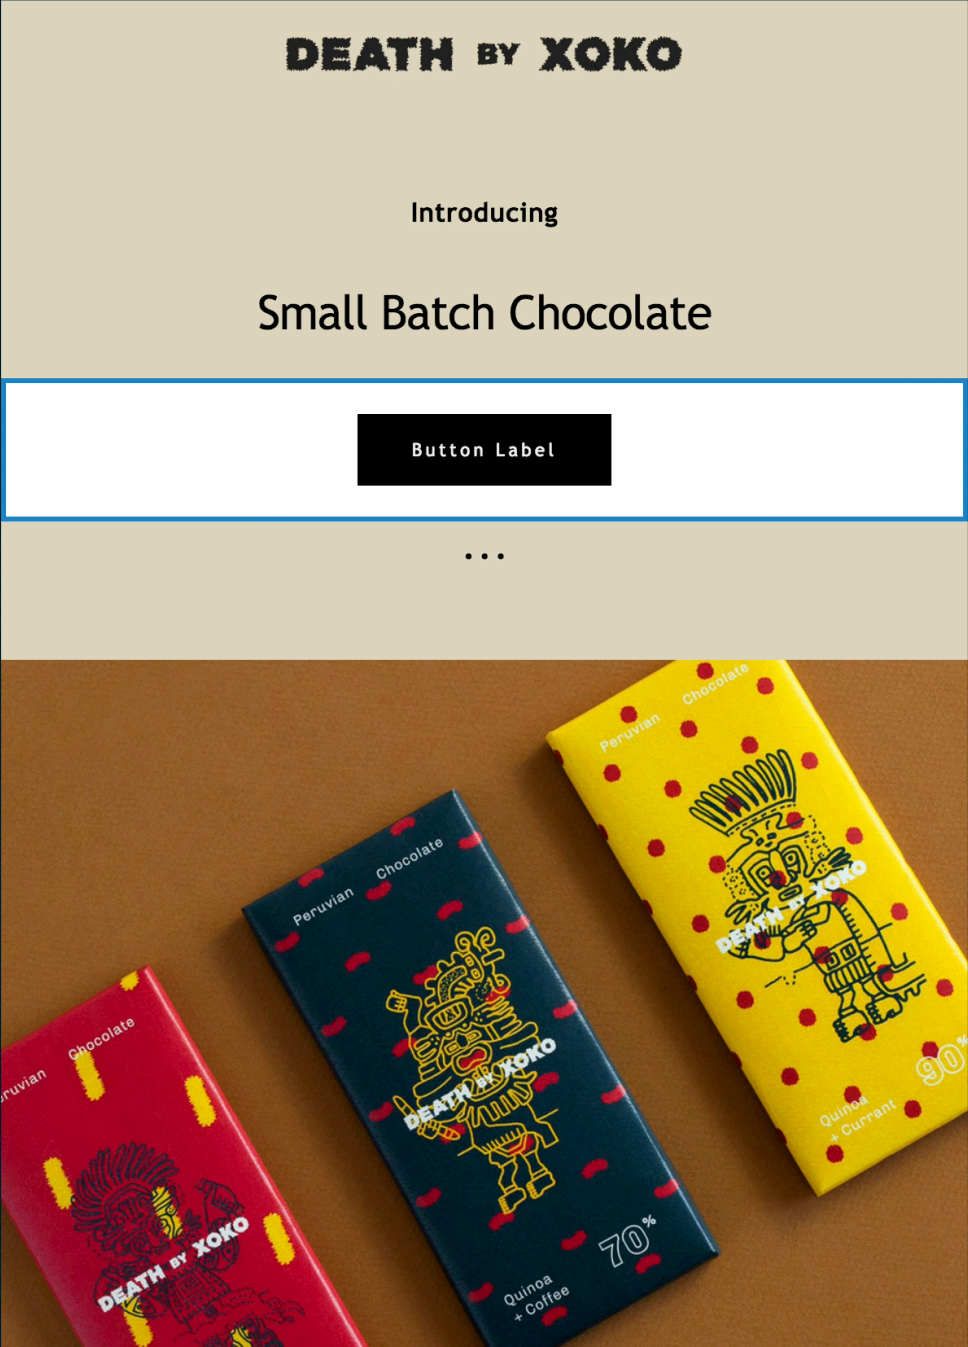 DEATH BY XOKO
Introducing
Small Batch Chocolate
Button Label
...
Peruvian Chocolate
DEATH BY XOKO
90%
Quinoa
+ Currant
Peruvian Chocolate
DEATH BY XOKO
70%
Quinoa
+ Coffee
Chocolate
DEATH BY XOKO